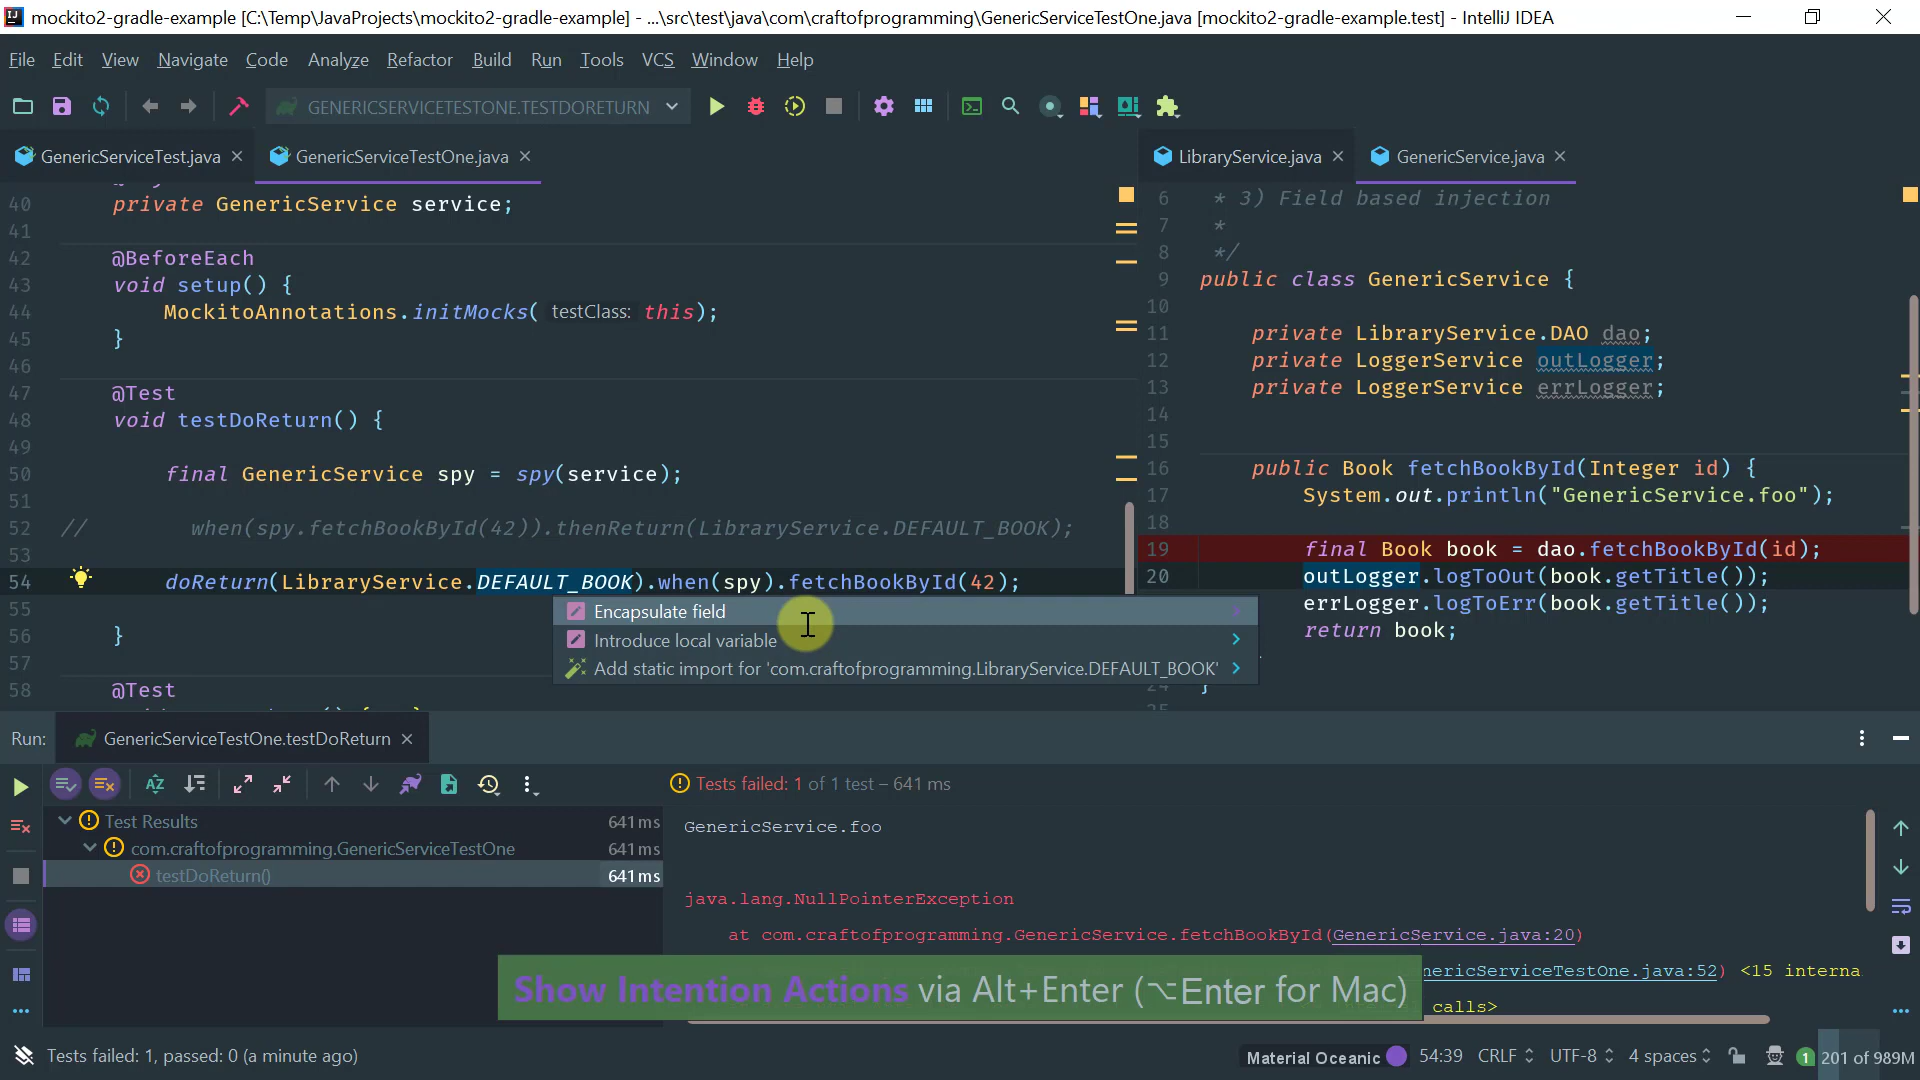 mockito2-gradle-example [C:\Temp\JavaProjects\mockito2-gradle-example] - ...\src\test\java\com\craftofprogramming\GenericServiceTestOne.java [mockito2-gradle-example.test] - IntelliJ IDEA
File Edit View Navigate Code Analyze Refactor Build Run Tools VCS Window Help
GENERICSERVICETESTONE.TESTDORETURN
GenericServiceTest.java
GenericServiceTestOne.java
40 private GenericService service;
41
42 @BeforeEach
43 void setup() {
44 MockitoAnnotations.initMocks( testClass: this);
45 }
46
47 @Test
48 void testDoReturn() {
49
50 final GenericService spy = spy(service);
51
52 // when(spy.fetchBookById(42)).thenReturn(LibraryService.DEFAULT_BOOK);
53
54 doReturn(LibraryService.DEFAULT_BOOK).when(spy).fetchBookById(42);
55
56 }
57
58 @Test
Encapsulate field
Introduce local variable
Add static import for 'com.craftofprogramming.LibraryService.DEFAULT_BOOK'
LibraryService.java
GenericService.java
6 * 3) Field based injection
7 *
8 */
9 public class GenericService {
10
11 private LibraryService.DAO dao;
12 private LoggerService outLogger;
13 private LoggerService errLogger;
14
15
16 public Book fetchBookById(Integer id) {
17 System.out.println("GenericService.foo");
18
19 final Book book = dao.fetchBookById(id);
20 outLogger.logToOut(book.getTitle());
errLogger.logToErr(book.getTitle());
return book;
24 }
25
Run: GenericServiceTestOne.testDoReturn
Tests failed: 1 of 1 test – 641 ms
Test Results 641 ms
com.craftofprogramming.GenericServiceTestOne 641 ms
testDoReturn() 641 ms
GenericService.foo
java.lang.NullPointerException
at com.craftofprogramming.GenericService.fetchBookById(GenericService.java:20)
nericServiceTestOne.java:52) <15 interna
calls>
Show Intention Actions via Alt+Enter (⌥Enter for Mac)
Tests failed: 1, passed: 0 (a minute ago)
Material Oceanic 54:39 CRLF UTF-8 4 spaces 1 201 of 989M